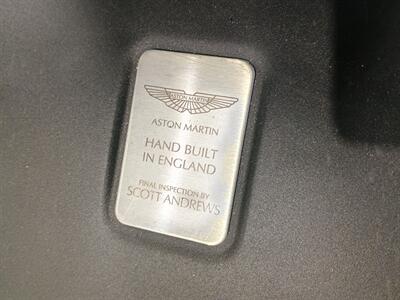 ASTON MARTIN
ASTON MARTIN
HAND BUILT
IN ENGLAND
FINAL INSPECTION BY
SCOTT ANDREWS